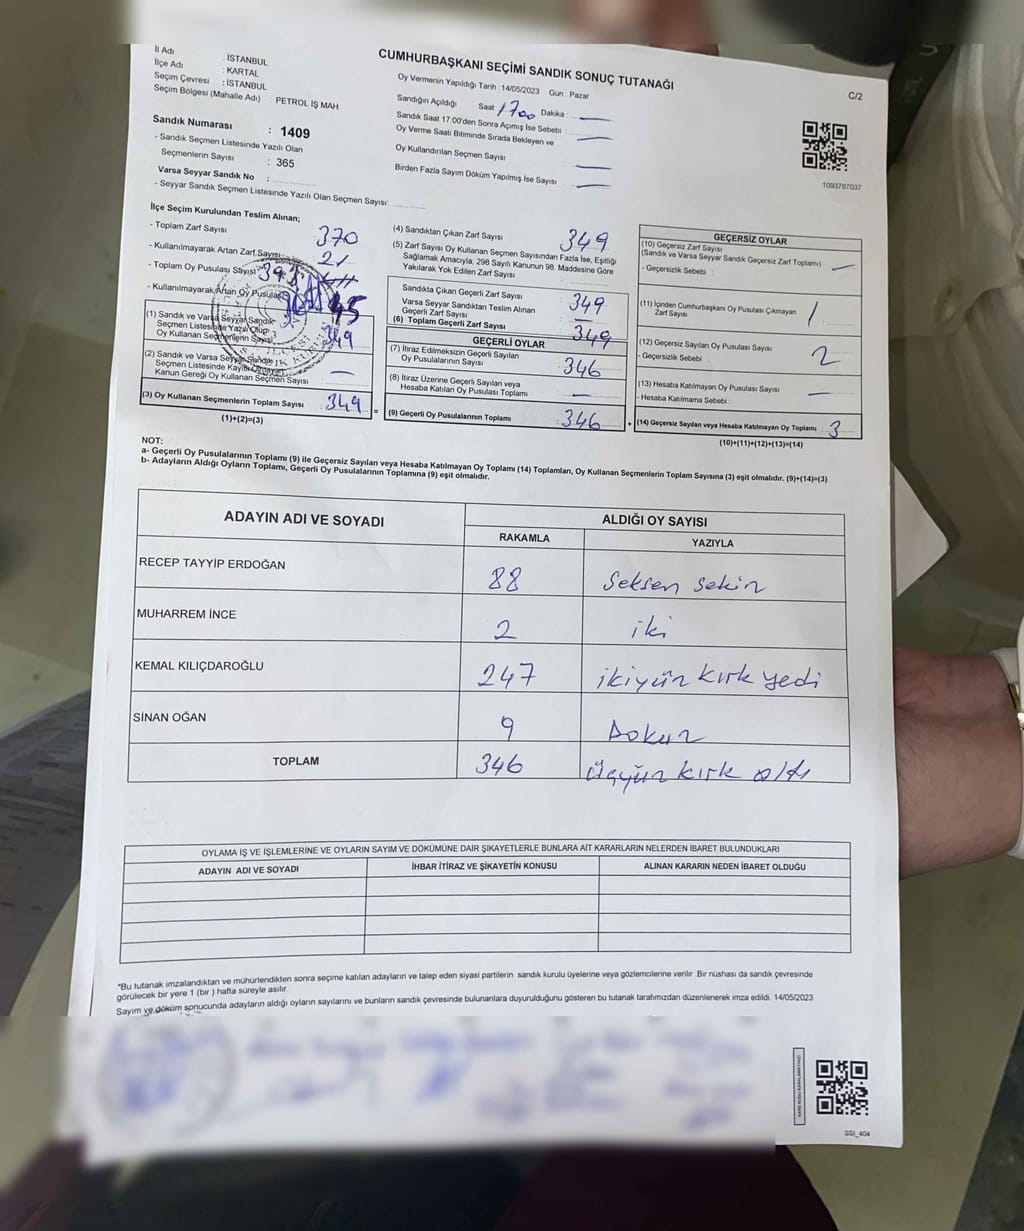 CUMHURBAŞKANI SEÇİMİ SANDIK SONUÇ TUTANAĞI
C/2
İl Adı : İSTANBUL
İlçe Adı : KARTAL
Seçim Çevresi : İSTANBUL
Seçim Bölgesi (Mahalle Adı) : PETROL İŞ MAH
Sandık Numarası : 1409
- Sandık Seçmen Listesinde Yazılı Olan
Seçmenlerin Sayısı : 365
Varsa Seyyar Sandık No :
- Seyyar Sandık Seçmen Listesinde Yazılı Olan Seçmen Sayısı:
Oy Vermenin Yapıldığı Tarih : 14/05/2023 Gün : Pazar
Sandığın Açıldığı Saat 1700 Dakika :
Sandık Saat 17.00'den Sonra Açımış İse Sebebi :
Oy Verme Saati Bitiminde Sırada Bekleyen ve
Oy Kullandırılan Seçmen Sayısı
Birden Fazla Sayım Döküm Yapılmış İse Sayısı :
1093787037
İlçe Seçim Kurulundan Teslim Alınan;
- Toplam Zarf Sayısı 370
- Kullanılmayarak Artan Zarf Sayısı 21
- Toplam Oy Pusulası Sayısı
- Kullanılmayarak Artan Oy Pusulası 45
(1) Sandık ve Varsa Seyyar Sandık
Seçmen Listesinde Yazılı Olup
Oy Kullanan Seçmenlerin Sayısı 349
(2) Sandık ve Varsa Seyyar Sandık
Seçmen Listesinde Kayıtlı Olmayan
Kanun Gereği Oy Kullanan Seçmen Sayısı : —
(3) Oy Kullanan Seçmenlerin Toplam Sayısı : 349
(1)+(2)=(3)
(4) Sandıktan Çıkan Zarf Sayısı 349
(5) Zarf Sayısı Oy Kullanan Seçmen Sayısından Fazla İse, Eşitliği
Sağlamak Amacıyla; 298 Sayılı Kanunun 98. Maddesine Göre
Yakılarak Yok Edilen Zarf Sayısı
Sandıkta Çıkan Geçerli Zarf Sayısı 349
Varsa Seyyar Sandıktan Teslim Alınan
Geçerli Zarf Sayısı : —
(6) Toplam Geçerli Zarf Sayısı 349
GEÇERLİ OYLAR
(7) İtiraz Edilmeksizin Geçerli Sayılan
Oy Pusulalarının Sayısı 346
(8) İtiraz Üzerine Geçerli Sayılan veya
Hesaba Katılan Oy Pusulası Toplamı : —
(9) Geçerli Oy Pusulalarının Toplamı : 346
GEÇERSİZ OYLAR
(10) Geçersiz Zarf Sayısı
(Sandık ve Varsa Seyyar Sandık Geçersiz Zarf Toplamı) —
- Geçersizlik Sebebi :
(11) İçinden Cumhurbaşkanı Oy Pusulası Çıkmayan
Zarf Sayısı 1
(12) Geçersiz Sayılan Oy Pusulası Sayısı : 2
- Geçersizlik Sebebi
(13) Hesaba Katılmayan Oy Pusulası Sayısı : —
- Hesaba Katılmama Sebebi :
(14) Geçersiz Sayılan veya Hesaba Katılmayan Oy Toplamı : 3
(10)+(11)+(12)+(13)=(14)
NOT:
a- Geçerli Oy Pusulalarının Toplamı (9) ile Geçersiz Sayılan veya Hesaba Katılmayan Oy Toplamı (14) Toplamları, Oy Kullanan Seçmenlerin Toplam Sayısına (3) eşit olmalıdır. (9)+(14)=(3)
b- Adayların Aldığı Oyların Toplamı, Geçerli Oy Pusulalarının Toplamına (9) eşit olmalıdır.
ADAYIN ADI VE SOYADI ALDIĞI OY SAYISI
RAKAMLA YAZIYLA
RECEP TAYYİP ERDOĞAN 88 Seksen sekiz
MUHARREM İNCE 2 iki
KEMAL KILIÇDAROĞLU 247 ikiyüz kırk yedi
SİNAN OĞAN 9 Dokuz
TOPLAM 346 üçyüz kırk altı
OYLAMA İŞ VE İŞLEMLERİNE VE OYLARIN SAYIM VE DÖKÜMÜNE DAİR ŞİKAYETLERLE BUNLARA AİT KARARLARIN NELERDEN İBARET BULUNDUKLARI
ADAYIN ADI VE SOYADI İHBAR İTİRAZ VE ŞİKAYETİN KONUSU ALINAN KARARIN NEDEN İBARET OLDUĞU
*Bu tutanak imzalandıktan ve mühürlendikten sonra seçime katılan adayların ve talep eden siyasi partilerin sandık kurulu üyelerine veya gözlemcilerine verilir. Bir nüshası da sandık çevresinde
görülecek bir yere 1 (bir ) hafta süreyle asılır.
Sayım ve döküm sonucunda adayların aldığı oyların sayılarını ve bunların sandık çevresinde bulunanlara duyurulduğunu gösteren bu tutanak tarafımızdan düzenlenerek imza edildi. 14/05/2023
SSI_404